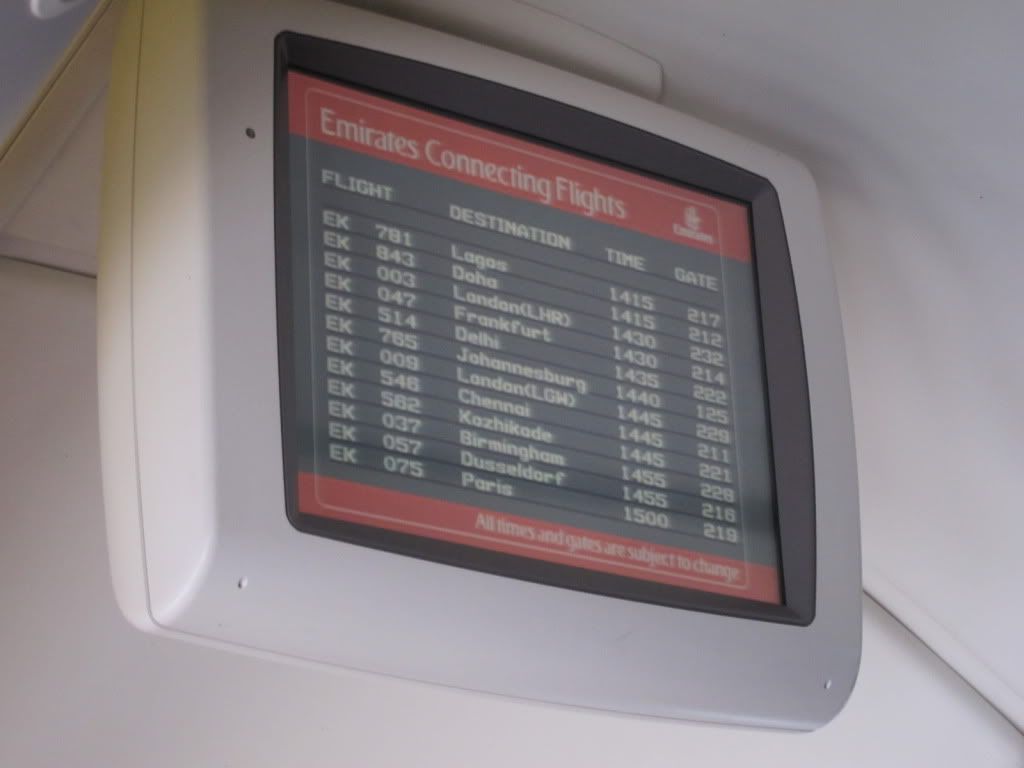 Emirates Connecting Flights
Emirates
FLIGHT DESTINATION TIME GATE
EK 781 Lagos 1415 217
EK 843 Doha 1415 212
EK 003 London(LHR) 1430 232
EK 047 Frankfurt 1430 214
EK 514 Delhi 1435 222
EK 765 Johannesburg 1440 125
EK 009 London(LGW) 1445 229
EK 546 Chennai 1445 211
EK 562 Kozhikode 1445 221
EK 037 Birmingham 1455 228
EK 057 Dusseldorf 1455 216
EK 075 Paris 1500 219
All times and gates are subject to change